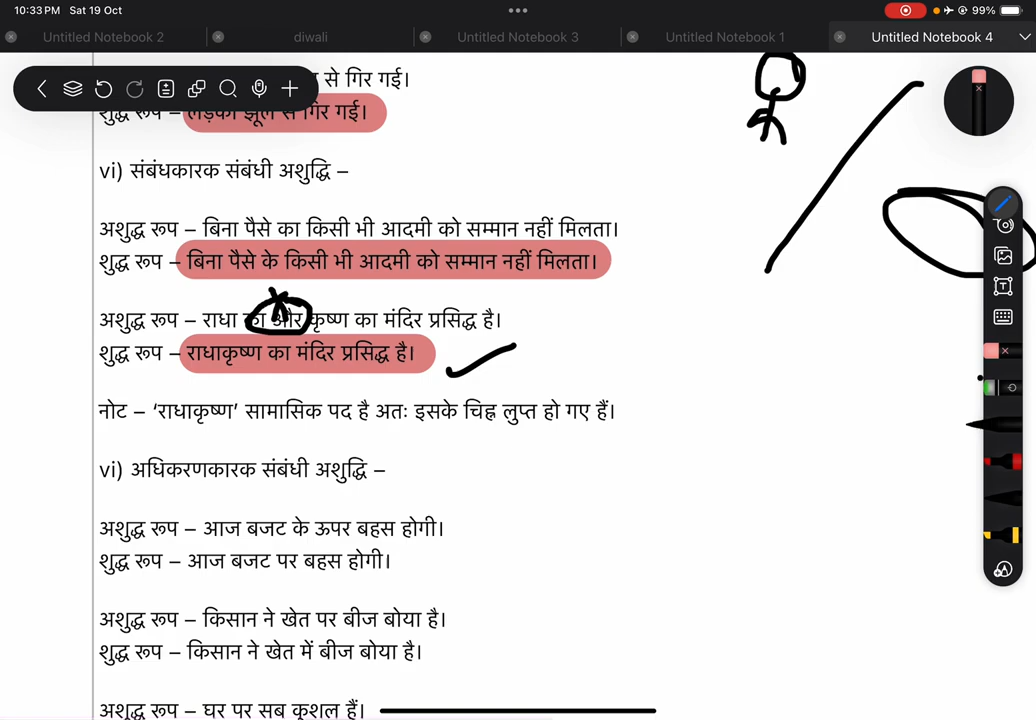 10:33 PM Sat 19 Oct 99%
Untitled Notebook 2 diwali Untitled Notebook 3 Untitled Notebook 1 Untitled Notebook 4
से गिर गई।
शुद्ध रूप – लड़की झूले से गिर गई।
vi) संबंधकारक संबंधी अशुद्धि –
अशुद्ध रूप – बिना पैसे का किसी भी आदमी को सम्मान नहीं मिलता।
शुद्ध रूप – बिना पैसे के किसी भी आदमी को सम्मान नहीं मिलता।
अशुद्ध रूप – राधा का और कृष्ण का मंदिर प्रसिद्ध है।
शुद्ध रूप – राधाकृष्ण का मंदिर प्रसिद्ध है।
नोट – ‘राधाकृष्ण’ सामासिक पद है अतः इसके चिह्न लुप्त हो गए हैं।
vi) अधिकरणकारक संबंधी अशुद्धि –
अशुद्ध रूप – आज बजट के ऊपर बहस होगी।
शुद्ध रूप – आज बजट पर बहस होगी।
अशुद्ध रूप – किसान ने खेत पर बीज बोया है।
शुद्ध रूप – किसान ने खेत में बीज बोया है।
अशुद्ध रूप – घर पर सब कुशल हैं।